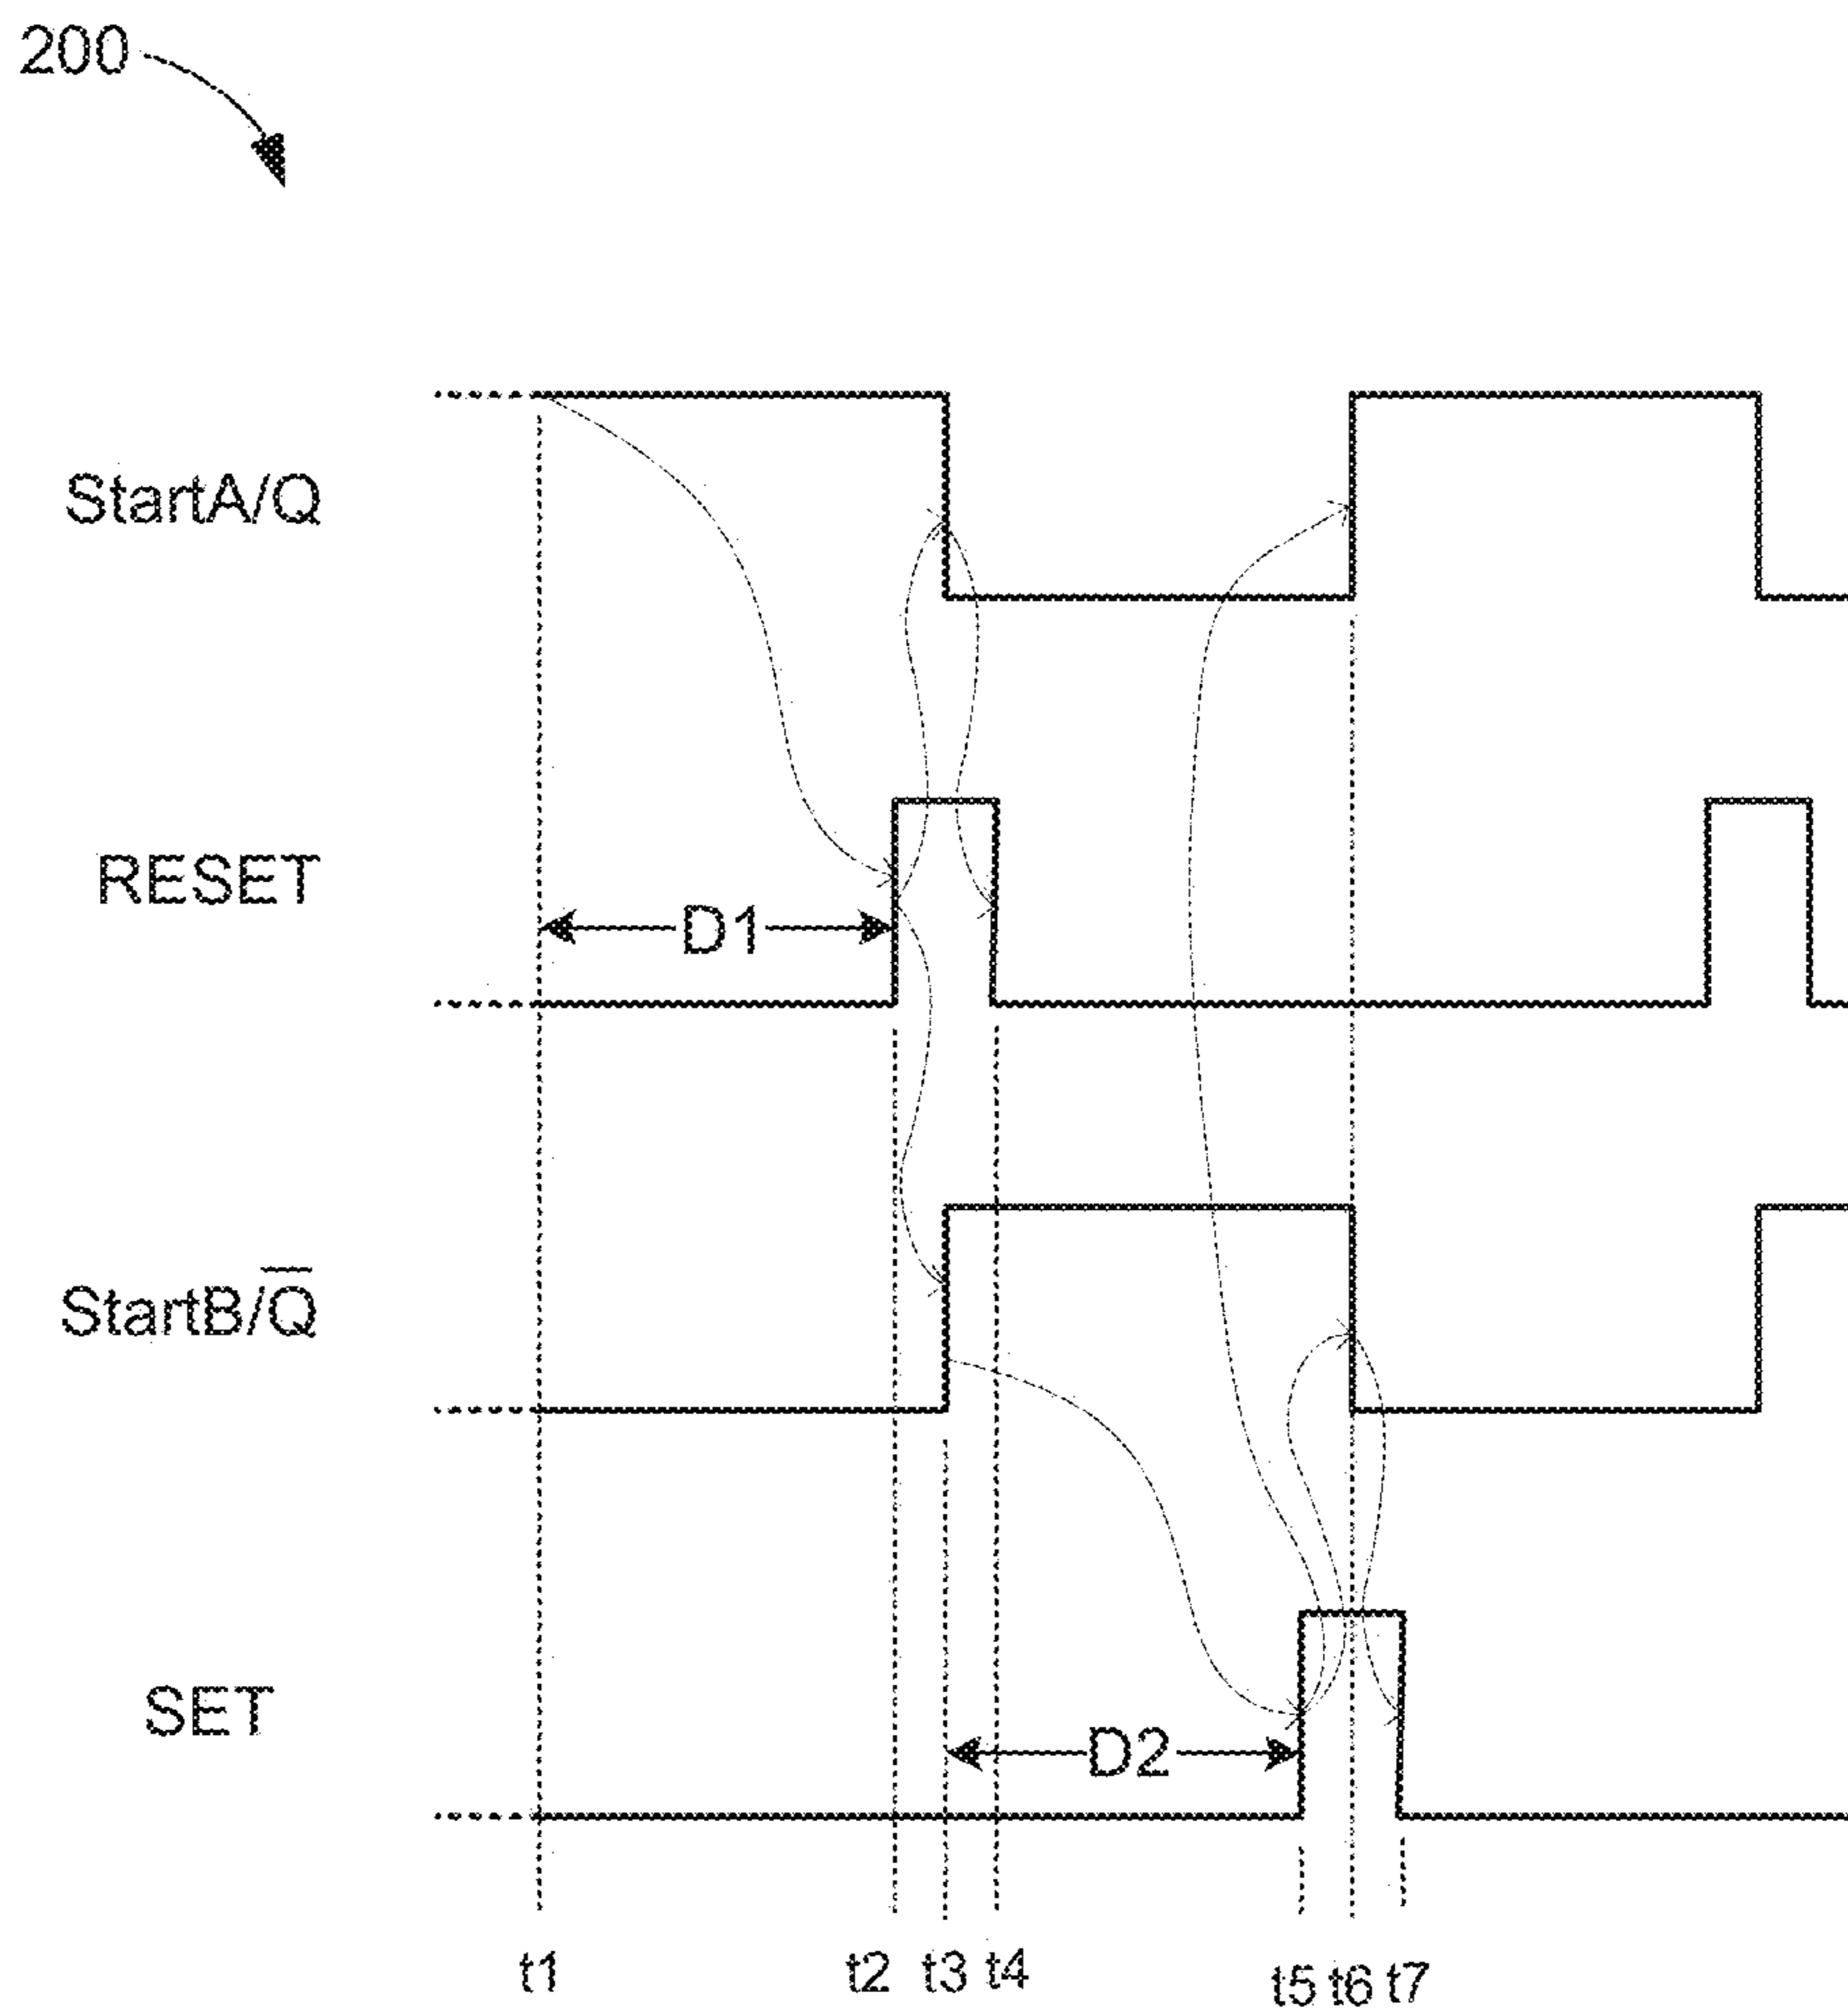 200
StartA/Q
RESET
D1
StartB/Q̅
SET
D2
t1 t2 t3 t4 t5 t6 t7